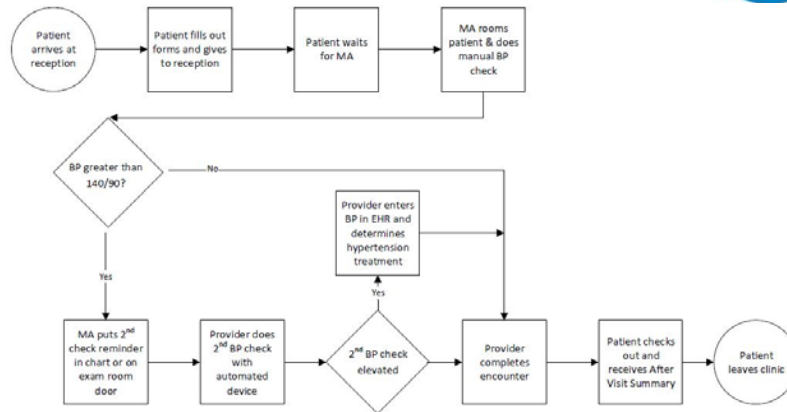 Patient
arrives at
reception
Patient fills out
forms and gives
to reception
Patient waits
for MA
MA rooms
patient & does
manual BP
check
BP greater than
140/90?
No
Yes
Provider enters
BP in EHR and
determines
hypertension
treatment
Yes
MA puts 2nd
check reminder
in chart or on
exam room
door
Provider does
2nd BP check
with
automated
device
2nd BP check
elevated
Provider
completes
encounter
Patient checks
out and
receives After
Visit Summary
Patient
leaves clinic